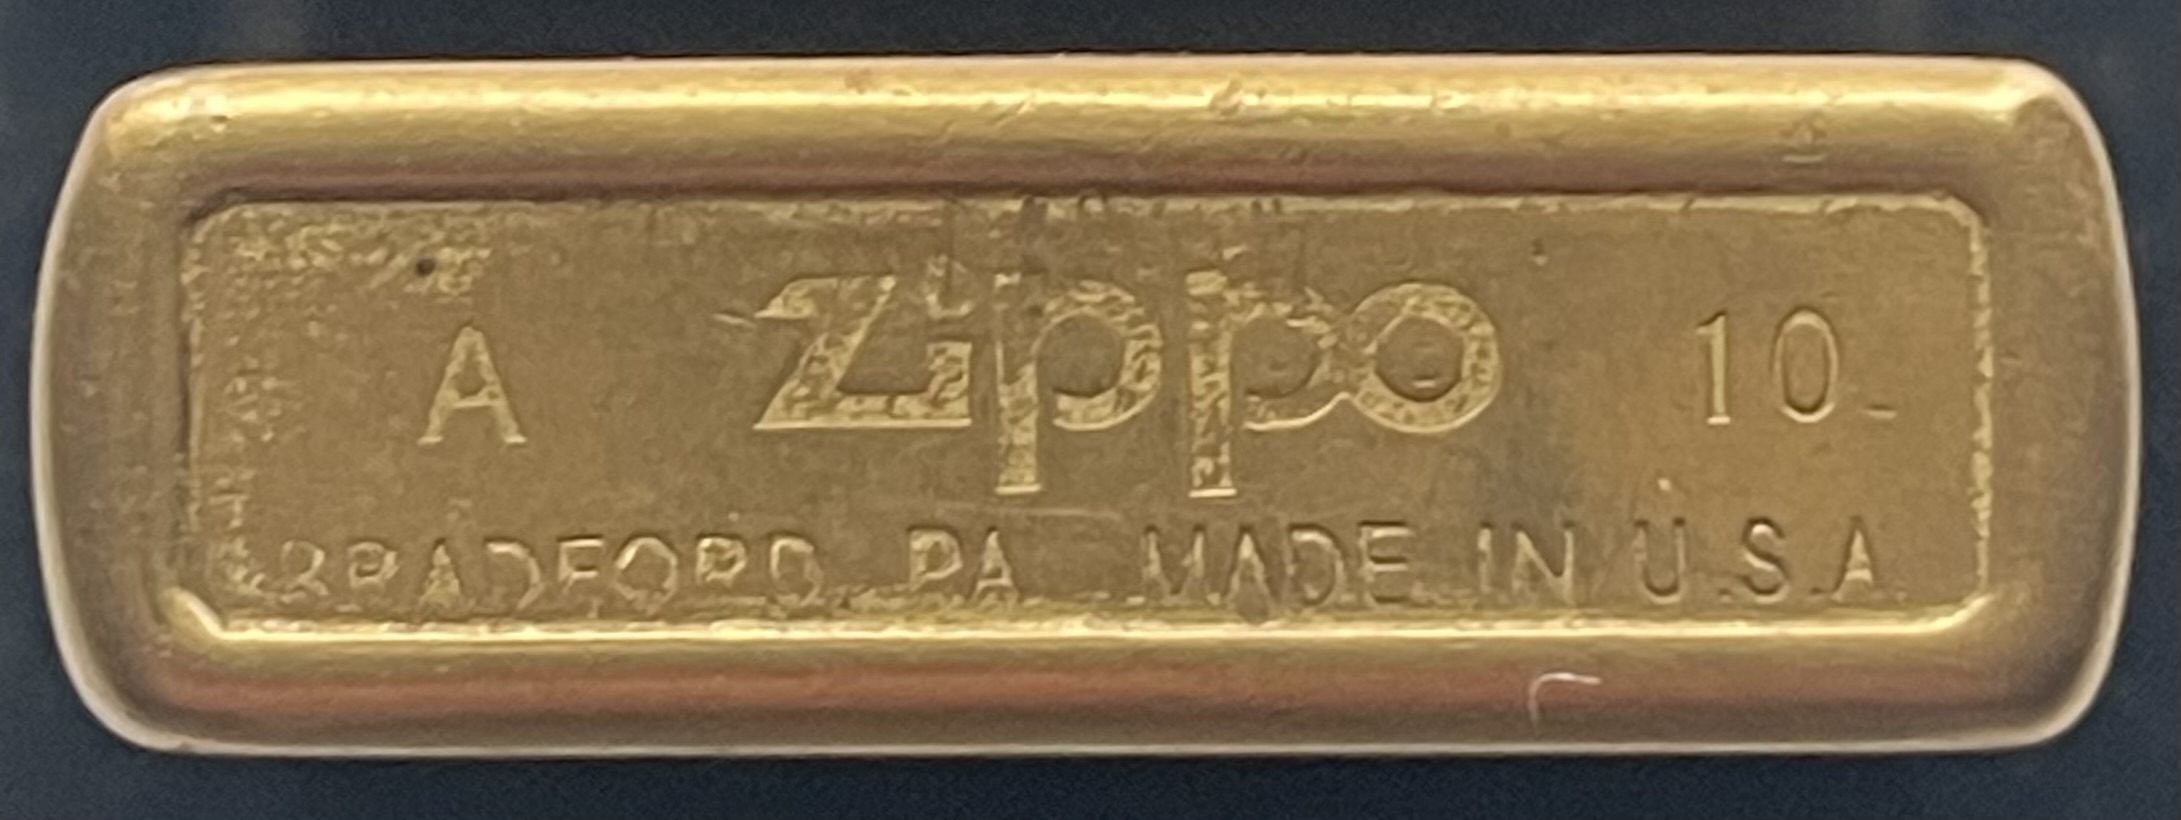 A Zippo 10
BRADFORD, PA. MADE IN U.S.A.